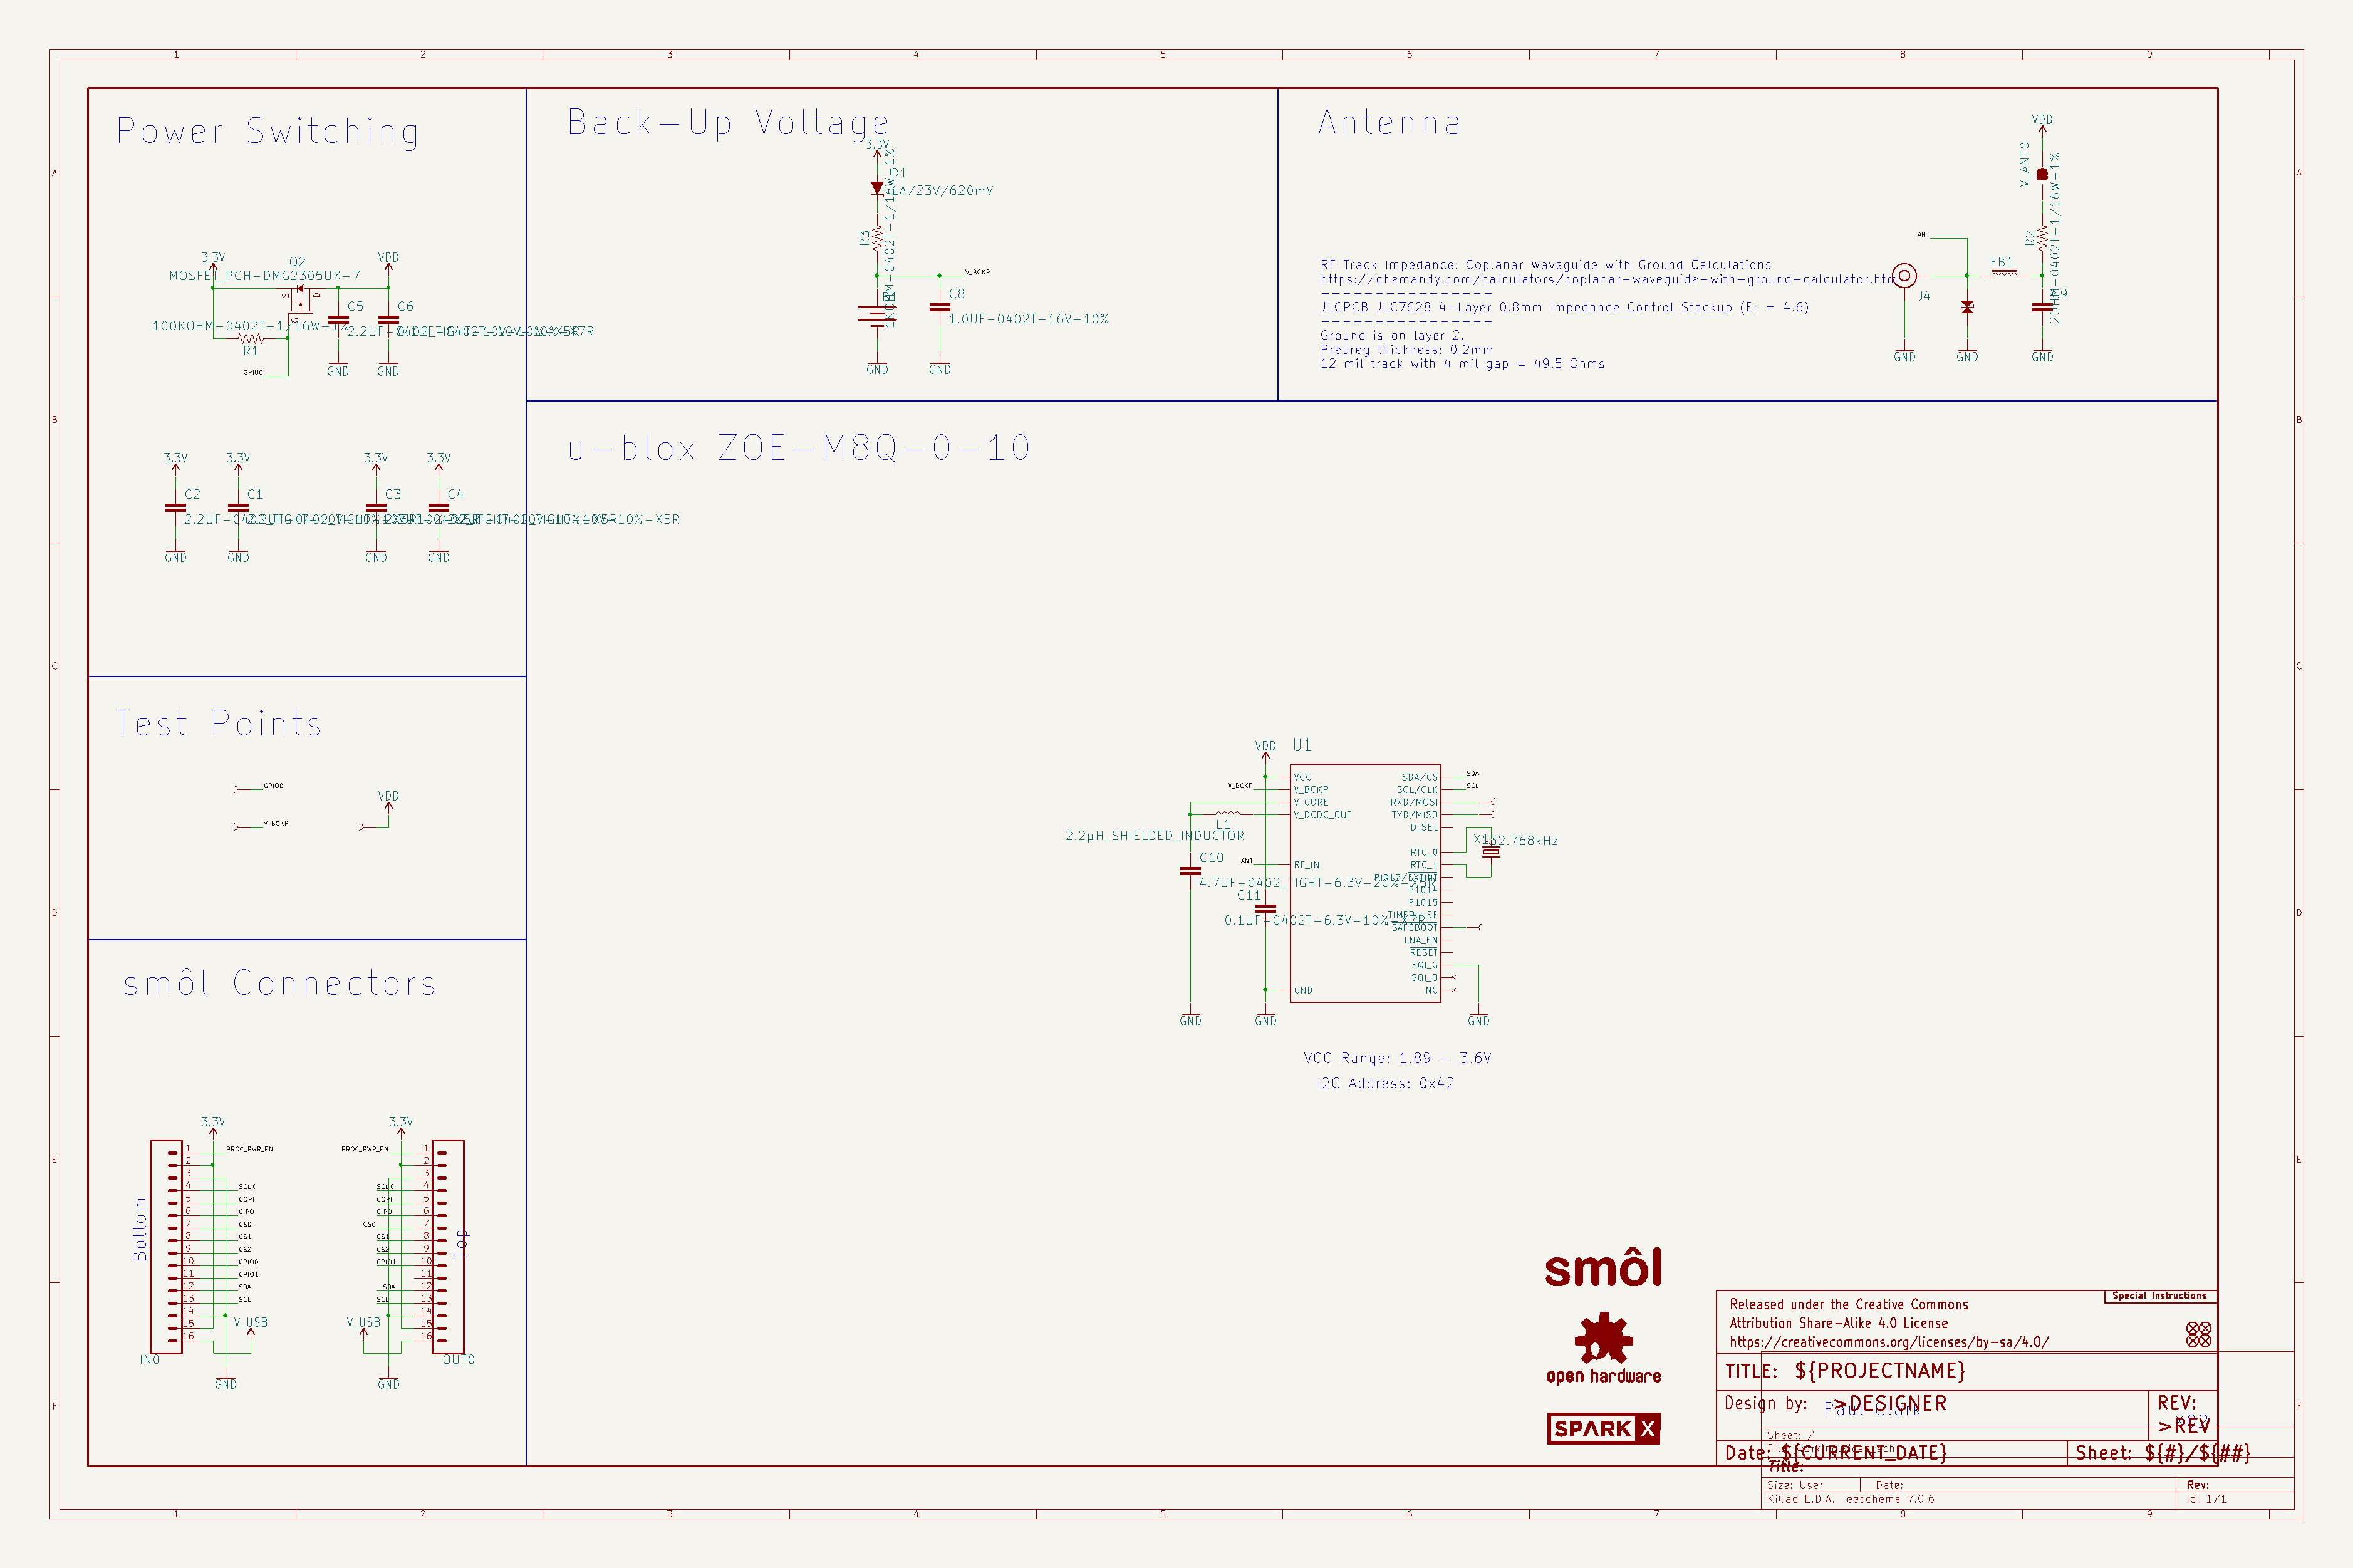 Power Switching
3.3V
Q2
MOSFET_PCH-DMG2305UX-7
VDD
S
D
G
C5
C6
100KOHM-0402T-1/16W-1%
2.2UF-0402_TIGHT-10V-10%-X5R
R1
GPIO0
GND
GND
3.3V
3.3V
3.3V
3.3V
C2
C1
C3
C4
2.2UF-0402_TIGHT-10V-10%-X5R
GND
GND
GND
GND
Back-Up Voltage
3.3V
D1
1A/23V/620mV
R3
1KOHM-0402T-1/16W-1%
V_BCKP
C8
1.0UF-0402T-16V-10%
GND
GND
Antenna
VDD
V_ANT0
R2
20HM-0402T-1/16W-1%
ANT
FB1
J4
GND
GND
GND
RF Track Impedance: Coplanar Waveguide with Ground Calculations
https://chemandy.com/calculators/coplanar-waveguide-with-ground-calculator.htm
----------------
JLCPCB JLC7628 4-Layer 0.8mm Impedance Control Stackup (Er = 4.6)
----------------
Ground is on layer 2.
Prepreg thickness: 0.2mm
12 mil track with 4 mil gap = 49.5 Ohms
u-blox ZOE-M8Q-0-10
VDD
U1
V_BCKP
VCC
V_BCKP
V_CORE
V_DCDC_OUT
RF_IN
GND
SDA/CS
SCL/CLK
RXD/MOSI
TXD/MISO
D_SEL
RTC_0
RTC_1
PIO13/EXTINT
P1014
P1015
TIMEPULSE
SAFEBOOT
LNA_EN
RESET
SQI_G
SQI_0
NC
SDA
SCL
X1
32.768kHz
L1
2.2µH_SHIELDED_INDUCTOR
C10
4.7UF-0402_TIGHT-6.3V-20%-X5R
ANT
C11
0.1UF-0402T-6.3V-10%-X7R
GND
GND
GND
VCC Range: 1.89 - 3.6V
I2C Address: 0x42
Test Points
GPIO0
V_BCKP
VDD
smôl Connectors
3.3V
Bottom
1
2
3
4
5
6
7
8
9
10
11
12
13
14
15
16
PROC_PWR_EN
SCLK
COPI
CIPO
CS0
CS1
CS2
GPIO0
GPIO1
SDA
SCL
V_USB
IN0
GND
3.3V
Top
1
2
3
4
5
6
7
8
9
10
11
12
13
14
15
16
PROC_PWR_EN
SCLK
COPI
CIPO
CS0
CS1
CS2
GPIO1
SDA
SCL
V_USB
OUT0
GND
smôl
open hardware
SPARK X
Special Instructions
Released under the Creative Commons
Attribution Share-Alike 4.0 License
https://creativecommons.org/licenses/by-sa/4.0/
TITLE: ${PROJECTNAME}
Design by: >DESIGNER
Paul Clark
REV:
>REV
X02
Date: ${CURRENT_DATE}
Sheet: ${#}/${##}
Sheet: /
Title:
Size: User
Date:
Rev:
KiCad E.D.A. eeschema 7.0.6
Id: 1/1
1
2
3
4
5
6
7
8
9
A
B
C
D
E
F
A
B
C
D
E
F
1
2
3
4
5
6
7
8
9